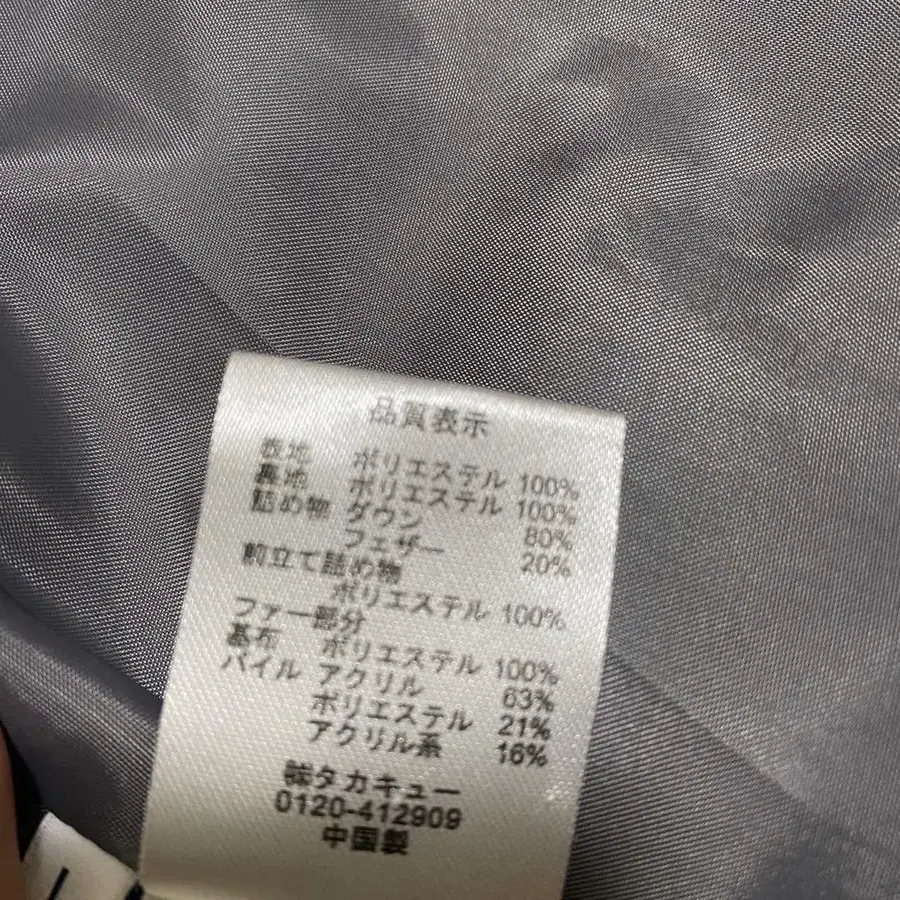 品質表示
表地 ポリエステル 100%
裏地 ポリエステル 100%
詰め物 ダウン 80%
フェザー 20%
前立て詰め物
ポリエステル 100%
ファー部分
基布 ポリエステル 100%
パイル アクリル 63%
ポリエステル 21%
アクリル系 16%
㈱タカキュー
0120-412909
中国製